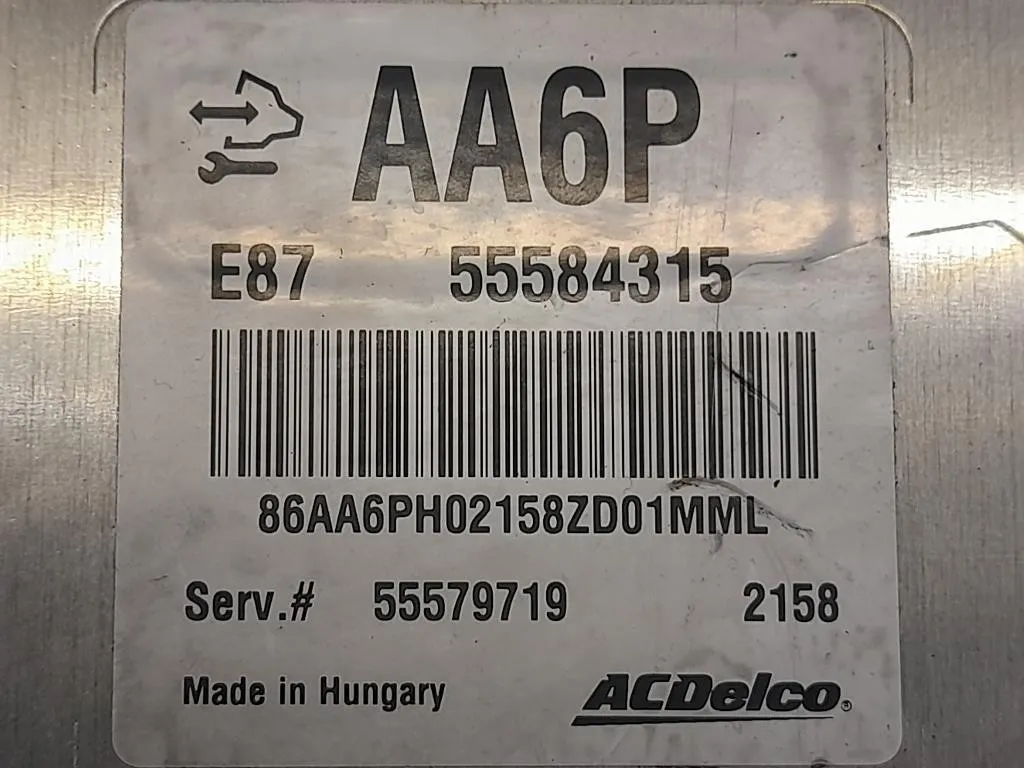 AA6P
E87 55584315
86AA6PH02158ZD01MML
Serv.# 55579719 2158
Made in Hungary ACDelco®